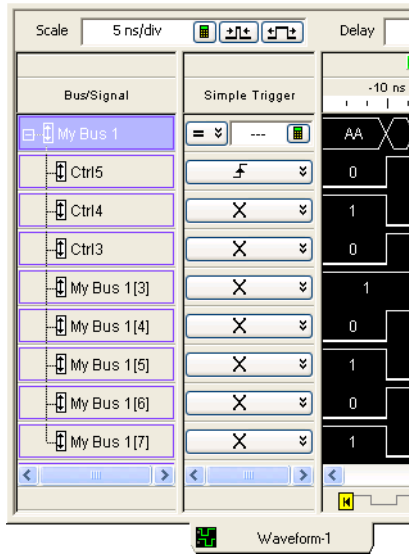 Scale 5 ns/div Delay
Bus/Signal Simple Trigger -10 ns
My Bus 1 = --- AA
Ctrl5 0
Ctrl4 X 1
Ctrl3 X 0
My Bus 1[3] X 1
My Bus 1[4] X 0
My Bus 1[5] X 1
My Bus 1[6] X 0
My Bus 1[7] X 1
Waveform-1